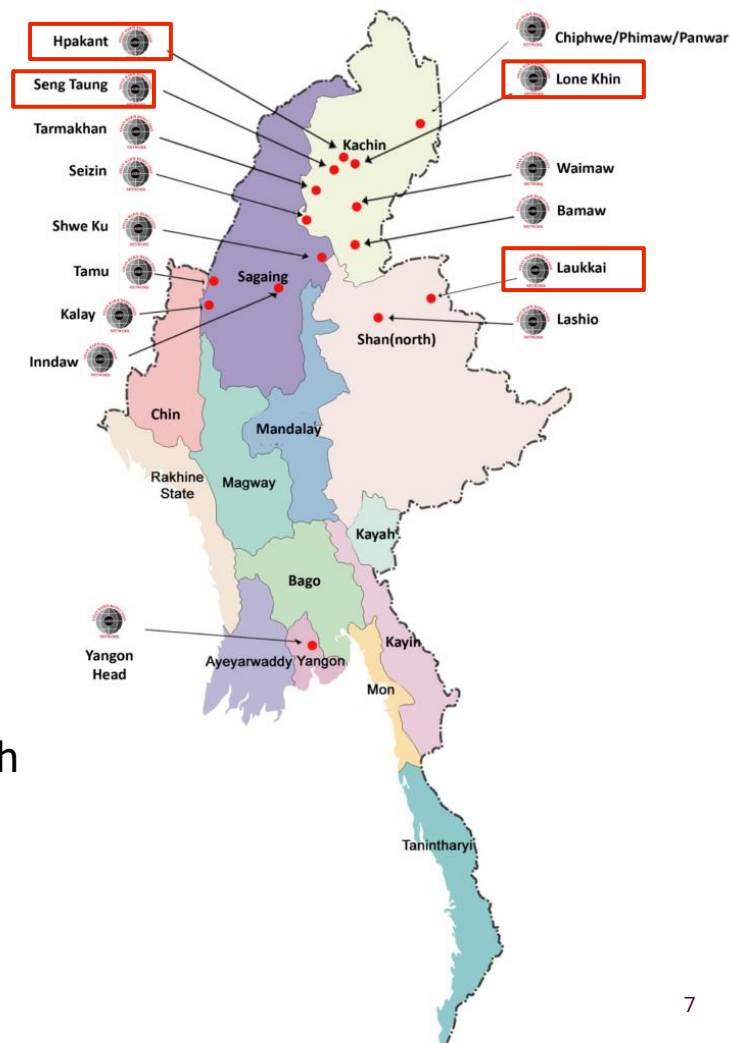 Hpakant
Chiphwe/Phimaw/Panwar
Seng Taung
Lone Khin
Tarmakhan
Kachin
Seizin
Waimaw
Shwe Ku
Bamaw
Tamu
Sagaing
Laukkai
Kalay
Lashio
Inndaw
Shan(north)
Chin
Mandalay
Rakhine
State
Magway
Kayah
Bago
Yangon
Head
Ayeyarwaddy
Yangon
Kayin
Mon
h
Tanintharyi
7